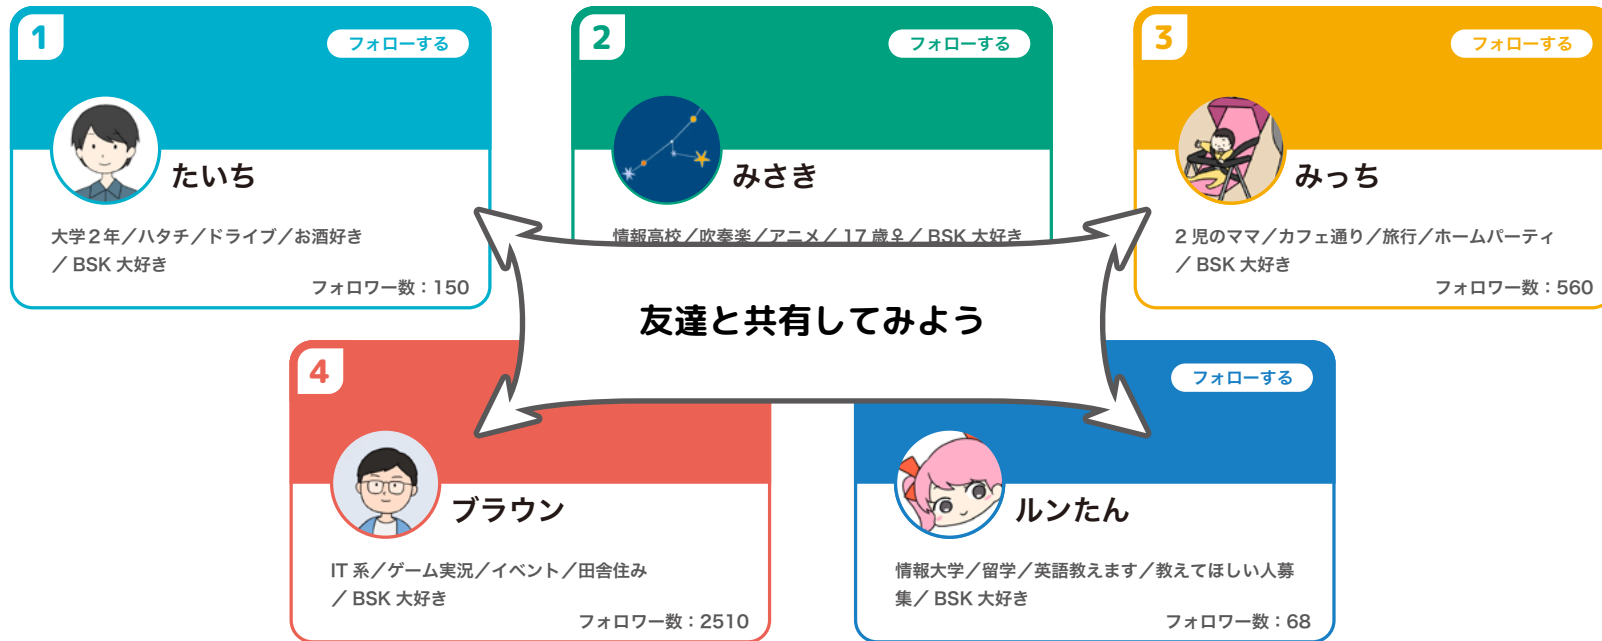 1
フォローする
たいち
大学2年／ハタチ／ドライブ／お酒好き
／BSK 大好き
フォロワー数：150
2
フォローする
みさき
情報高校／吹奏楽／アニメ／17歳♀／BSK 大好き
3
フォローする
みっち
2児のママ／カフェ通り／旅行／ホームパーティ
／BSK 大好き
フォロワー数：560
友達と共有してみよう
4
ブラウン
IT系／ゲーム実況／イベント／田舎住み
／BSK 大好き
フォロワー数：2510
フォローする
ルンたん
情報大学／留学／英語教えます／教えてほしい人募
集／BSK 大好き
フォロワー数：68